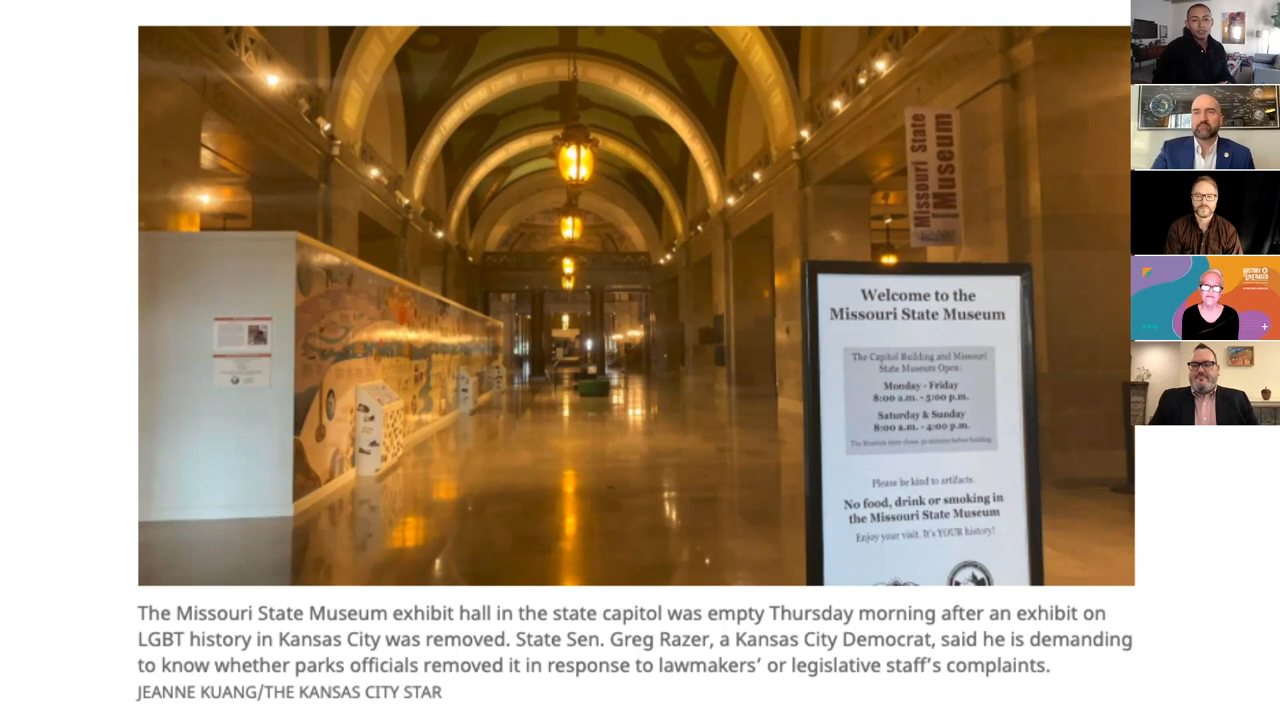 Missouri State
Museum
Welcome to the
Missouri State Museum
The Capitol Building and Missouri
State Museum Open:
Monday - Friday
8:00 a.m. - 5:00 p.m.
Saturday & Sunday
8:00 a.m. - 4:00 p.m.
Please be kind to artifacts.
No food, drink or smoking in
the Missouri State Museum
Enjoy your visit. It's YOUR history!
The Missouri State Museum exhibit hall in the state capitol was empty Thursday morning after an exhibit on
LGBT history in Kansas City was removed. State Sen. Greg Razer, a Kansas City Democrat, said he is demanding
to know whether parks officials removed it in response to lawmakers’ or legislative staff’s complaints.
JEANNE KUANG/THE KANSAS CITY STAR